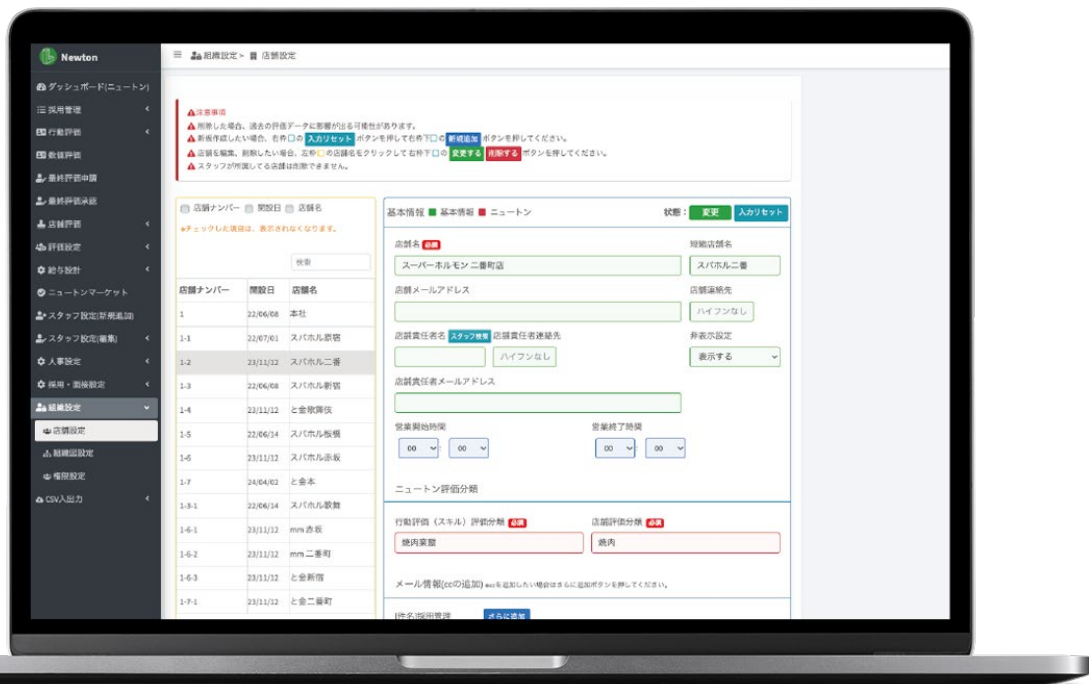 Newton
組織設定> 店舗設定
ダッシュボード(ニュートン)
採用管理
行動評価
数値評価
最終評価申請
最終評価承認
店舗評価
評価設定
給与設計
ニュートンマーケット
スタッフ設定(新規追加)
スタッフ設定(編集)
人事設定
採用・面接設定
組織設定
店舗設定
組織図設定
権限設定
CSV入出力
注意事項
削除した場合、過去の評価データに影響が出る可能性があります。
新規作成したい場合、右枠の 入力リセット ボタンを押して右枠下の 新規追加 ボタンを押してください。
店舗を編集、削除したい場合、左枠の店舗名をクリックして右枠下の 変更する 削除する ボタンを押してください。
スタッフが所属してる店舗は削除できません。
店舗ナンバー 開設日 店舗名
※チェックした項目は、表示されなくなります。
検索
店舗ナンバー 開設日 店舗名
1 22/06/08 本社
1-1 22/07/01 スパホル原宿
1-2 23/11/12 スパホル二番
1-3 22/06/08 スパホル新宿
1-4 23/11/12 と金歌舞伎
1-5 22/06/14 スパホル板橋
1-6 23/11/12 スパホル赤坂
1-7 24/04/02 と金本
1-3-1 22/06/14 スパホル歌舞
1-6-1 23/11/12 mm赤坂
1-6-2 23/11/12 mm二番町
1-6-3 23/11/12 と金新宿
1-7-1 23/11/12 と金二番町
基本情報 基本情報 ニュートン 状態: 変更 入力リセット
店舗名 必須 短縮店舗名
スーパーホルモン 二番町店 スパホル二番
店舗メールアドレス 店舗連絡先
ハイフンなし
店舗責任者名 スタッフ検索 店舗責任者連絡先 非表示設定
ハイフンなし 表示する
店舗責任者メールアドレス
営業開始時間 営業終了時間
00 : 00 00 : 00
ニュートン評価分類
行動評価（スキル）評価分類 必須 店舗評価分類 必須
焼肉業態 焼肉
メール情報(ccの追加) ※ccを追加したい場合はさらに追加ボタンを押してください。
[件名]採用管理 さらに追加